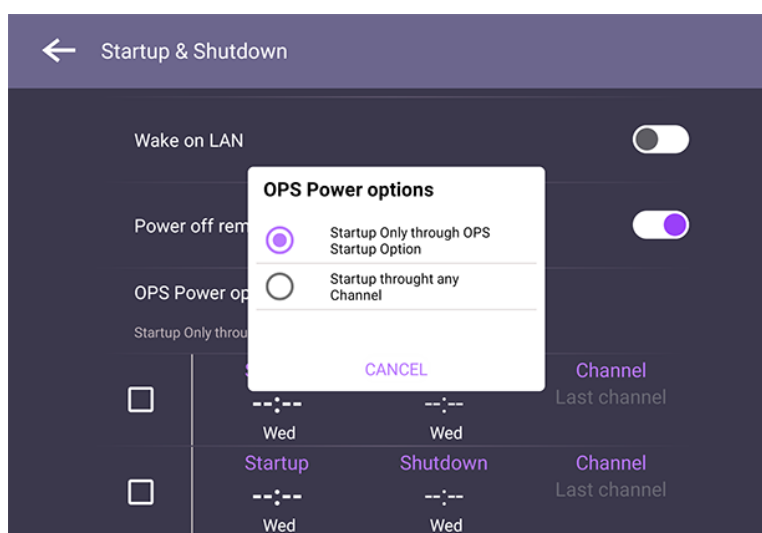 Startup & Shutdown
Wake on LAN
OPS Power options
Power off rem
Startup Only through OPS
Startup Option
Startup throught any
Channel
OPS Power op
Startup Only throu
CANCEL
Channel
--:--
--:--
Last channel
Wed
Wed
Startup
Shutdown
Channel
--:--
--:--
Last channel
Wed
Wed